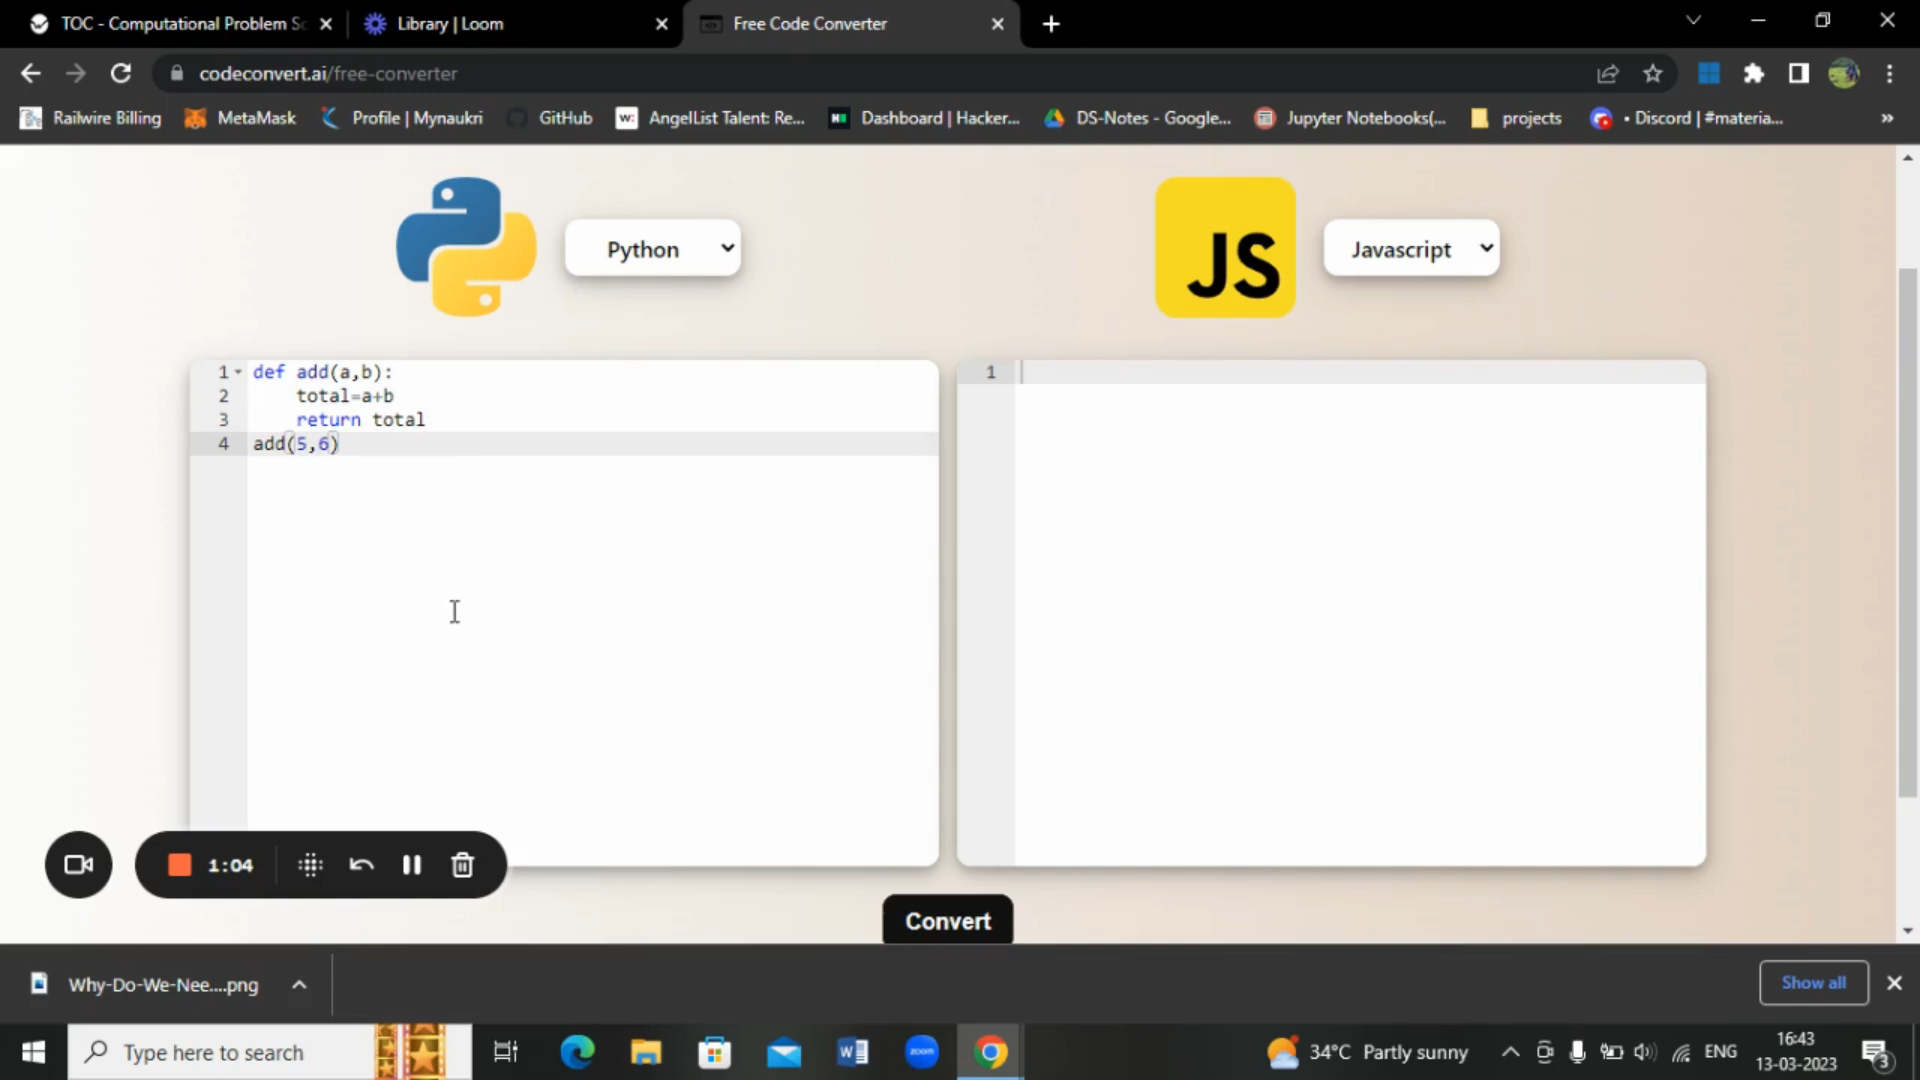 TOC - Computational Problem Sc
Library | Loom
Free Code Converter
codeconvert.ai/free-converter
Railwire Billing
MetaMask
Profile | Mynaukri
GitHub
W: AngelList Talent: Re...
H Dashboard | Hacker...
DS-Notes - Google...
Jupyter Notebooks(...
projects
• Discord | #materia...
»
Python
JS
Javascript
1 def add(a,b):
2 total=a+b
3 return total
4 add(5,6)
1
1:04
Convert
Why-Do-We-Nee....png
Show all
Type here to search
W
zoom
34°C Partly sunny
ENG
16:43
13-03-2023
3